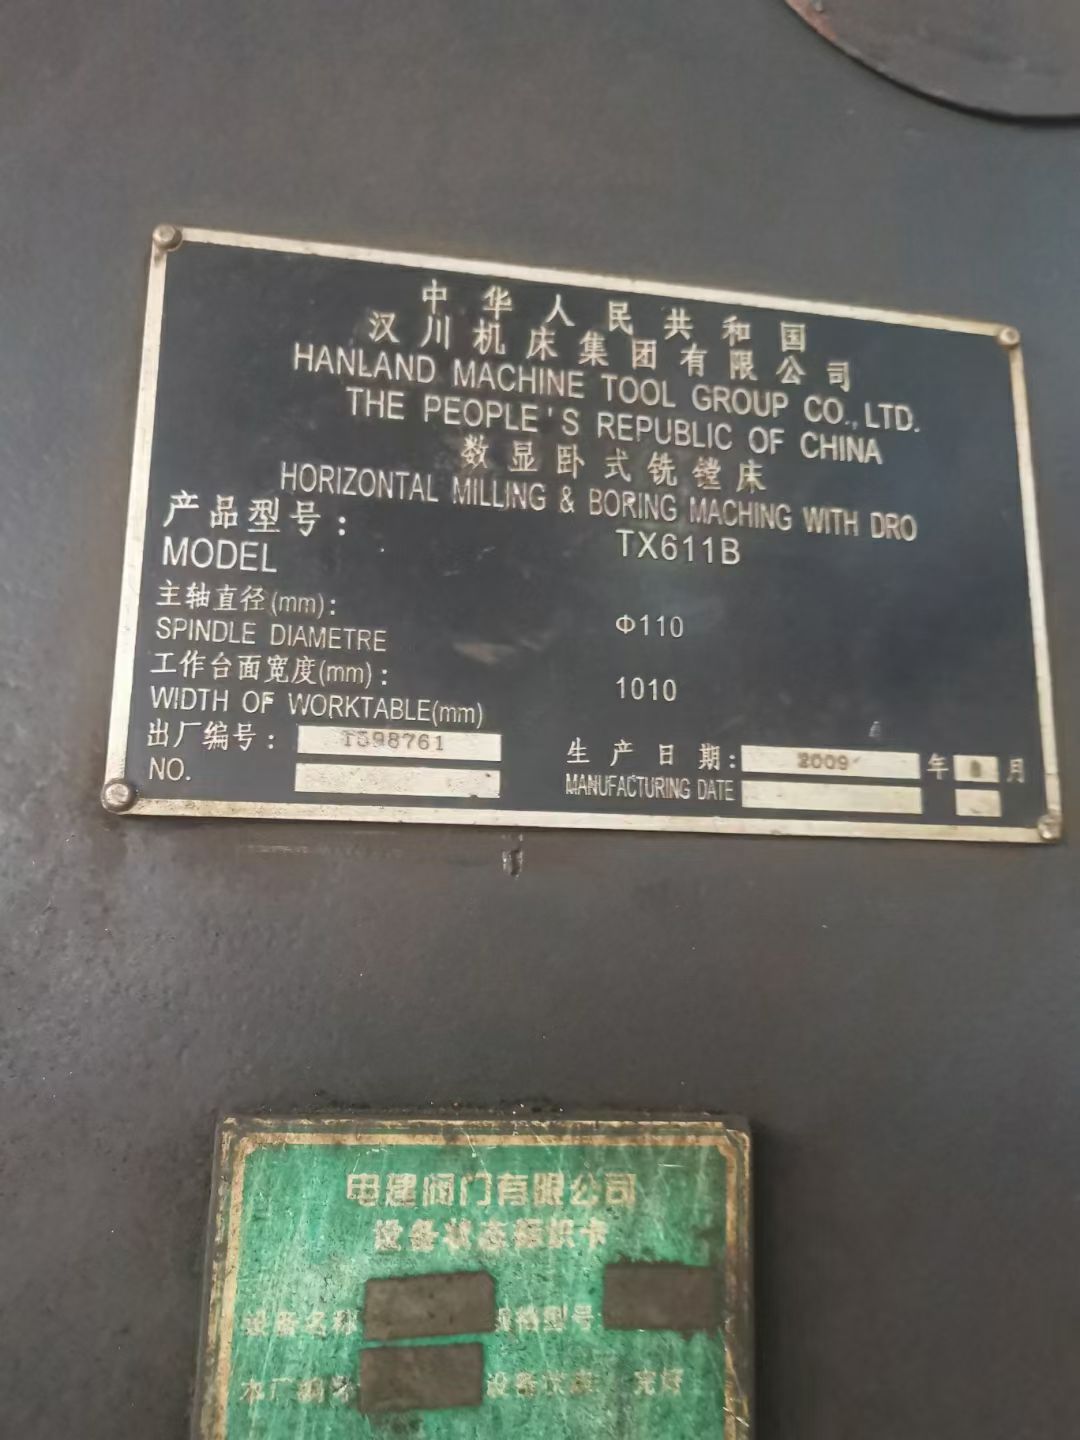 中华人民共和国
汉川机床集团有限公司
HANLAND MACHINE TOOL GROUP CO.,LTD.
THE PEOPLE'S REPUBLIC OF CHINA
数显卧式铣镗床
HORIZONTAL MILLING & BORING MACHING WITH DRO
产品型号: TX611B
MODEL
主轴直径(mm): Φ110
SPINDLE DIAMETRE
工作台面宽度(mm): 1010
WIDTH OF WORKTABLE(mm)
出厂编号: 1598761 生产日期: 2009 年 月
NO. MANUFACTURING DATE
电建阀门有限公司
设备状态标识卡
设备名称 型号
本厂编号 设备状态 完好